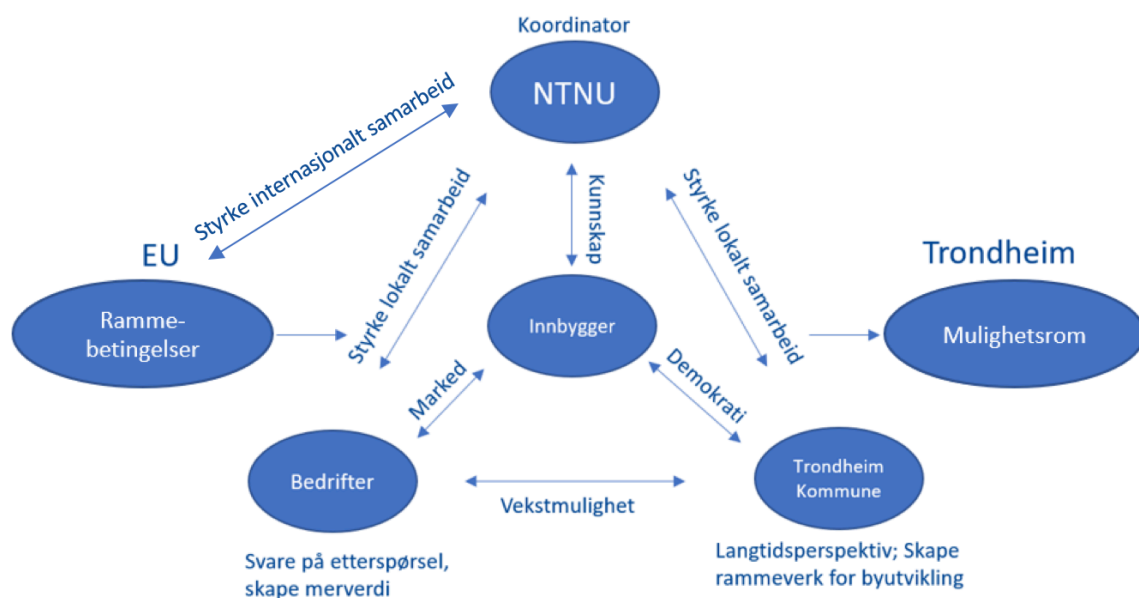 Koordinator
NTNU
Styrke internasjonalt samarbeid
Styrke lokalt samarbeid
Kunnskap
Styrke lokalt samarbeid
EU
Trondheim
Ramme-
betingelser
Innbygger
Mulighetsrom
Marked
Demokrati
Bedrifter
Trondheim
Kommune
Vekstmulighet
Svare på etterspørsel,
skape merverdi
Langtidsperspektiv; Skape
rammeverk for byutvikling